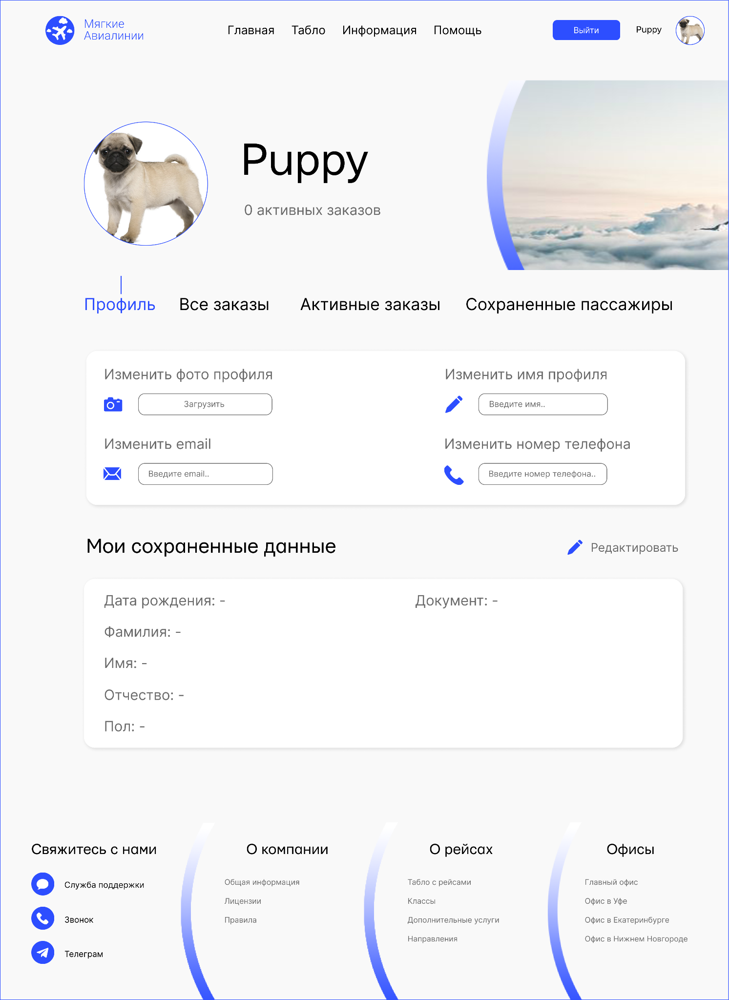 Мягкие
Авиалинии
Главная Табло Информация Помощь
Выйти
Puppy
Puppy
0 активных заказов
Профиль Все заказы Активные заказы Сохраненные пассажиры
Изменить фото профиля
Загрузить
Изменить имя профиля
Введите имя..
Изменить email
Введите email..
Изменить номер телефона
Введите номер телефона..
Мои сохраненные данные
Редактировать
Дата рождения: -
Фамилия: -
Имя: -
Отчество: -
Пол: -
Документ: -
Свяжитесь с нами
Служба поддержки
Звонок
Телеграм
О компании
Общая информация
Лицензии
Правила
О рейсах
Табло с рейсами
Классы
Дополнительные услуги
Направления
Офисы
Главный офис
Офис в Уфе
Офис в Екатеринбурге
Офис в Нижнем Новгороде